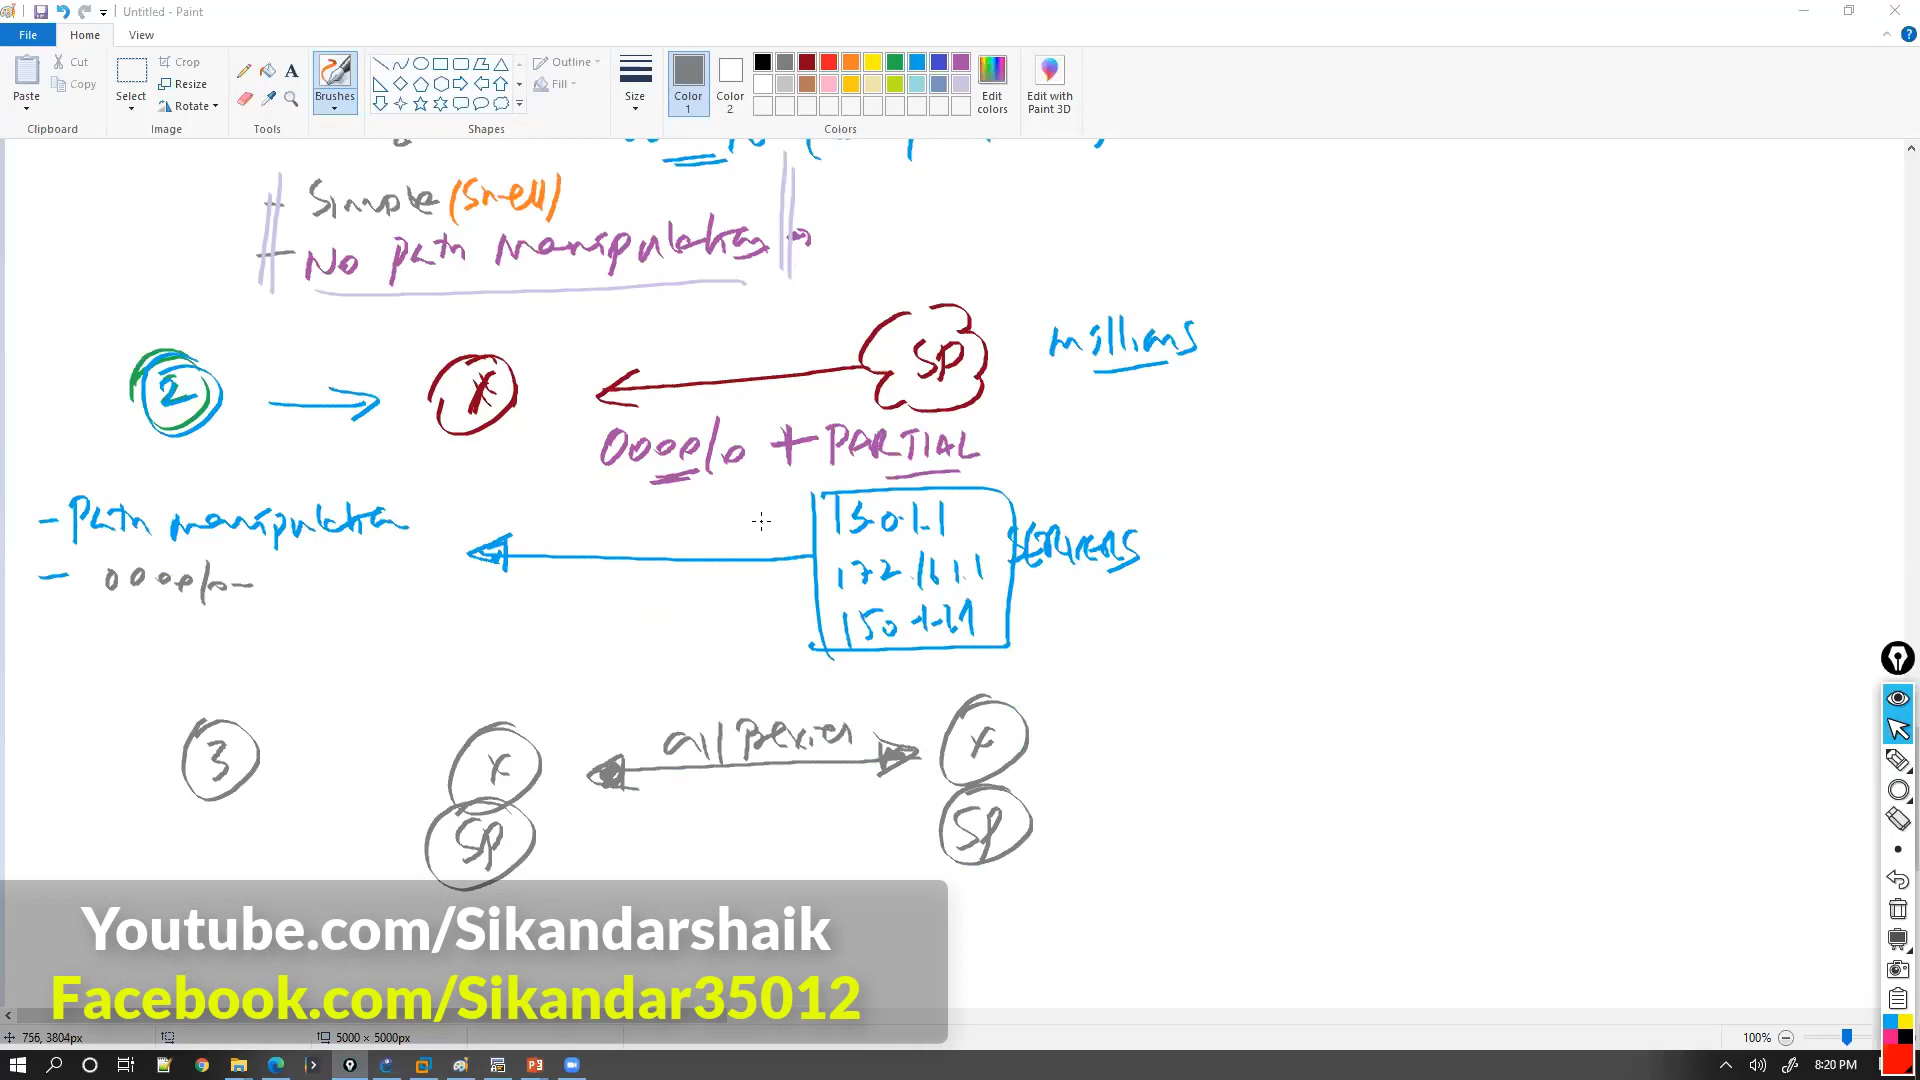 Untitled - Paint
File Home View
Paste
Cut
Copy
Clipboard
Select
Crop
Resize
Rotate
Image
Tools
Brushes
Outline
Fill
Shapes
Size
Color 1
Color 2
Edit colors
Edit with Paint 3D
Colors
- Simple (Small)
- No path manipulation
2
X
SP
millions
0000/0 + PARTIAL
- Path manipulation
- 0000/0
150.1.1
172.16.1.1
150.1.1.1
SERVERS
3
X
all Prefixes
X
SP
SP
Youtube.com/Sikandarshaik
Facebook.com/Sikandar35012
756, 3804px
5000 × 5000px
100%
8:20 PM